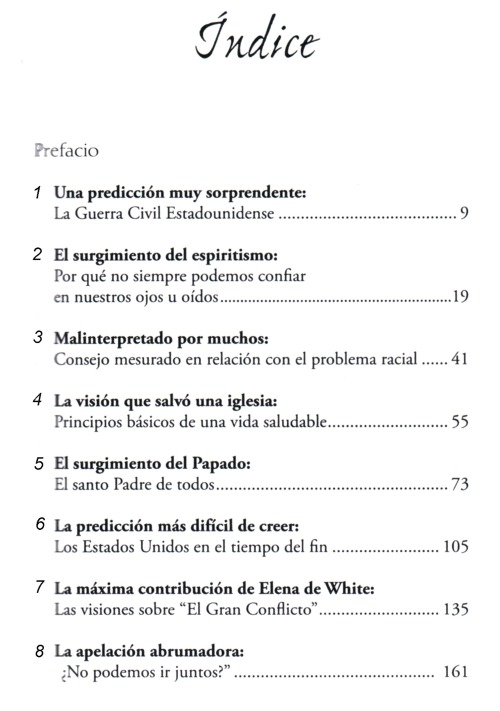 Índice
Prefacio
1 Una predicción muy sorprendente:
La Guerra Civil Estadounidense ....................................... 9
2 El surgimiento del espiritismo:
Por qué no siempre podemos confiar
en nuestros ojos u oídos..................................................19
3 Malinterpretado por muchos:
Consejo mesurado en relación con el problema racial ...... 41
4 La visión que salvó una iglesia:
Principios básicos de una vida saludable.......................... 55
5 El surgimiento del Papado:
El santo Padre de todos................................................... 73
6 La predicción más difícil de creer:
Los Estados Unidos en el tiempo del fin ....................... 105
7 La máxima contribución de Elena de White:
Las visiones sobre “El Gran Conflicto”.......................... 135
8 La apelación abrumadora:
¿No podemos ir juntos?” ............................................ 161